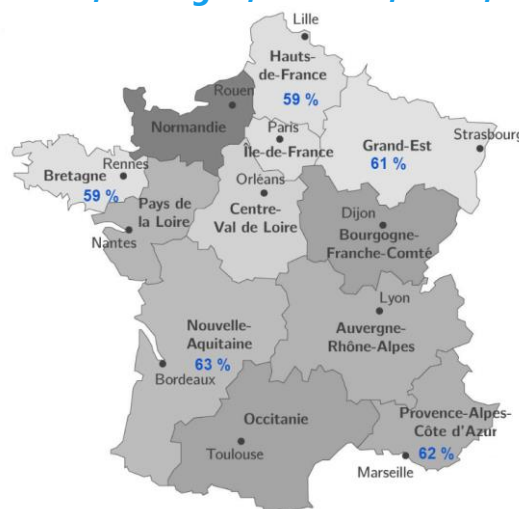 Lille
Hauts-
de-France
59 %
Rouen
Normandie
Paris
Île-de-France
Grand-Est
61 %
Strasbourg
Rennes
Bretagne
59 %
Pays de
la Loire
Nantes
Orléans
Centre-
Val de Loire
Dijon
Bourgogne-
Franche-Comté
Lyon
Auvergne-
Rhône-Alpes
Nouvelle-
Aquitaine
63 %
Bordeaux
Occitanie
Toulouse
Provence-Alpes-
Côte d'Azur
62 %
Marseille